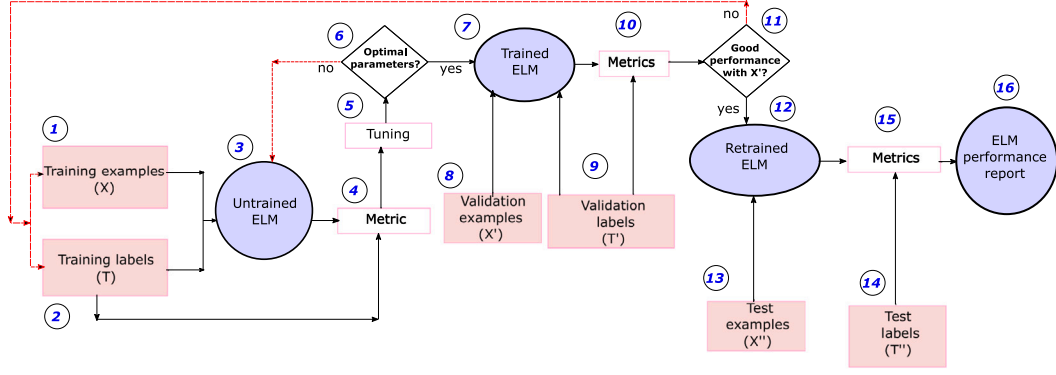 1
Training examples
(X)
Training labels
(T)
2
3
Untrained
ELM
4
Metric
5
Tuning
6
Optimal
parameters?
no
yes
7
Trained
ELM
8
Validation
examples
(X')
9
Validation
labels
(T')
10
Metrics
11
no
Good
performance
with X'?
yes
12
Retrained
ELM
13
Test
examples
(X'')
14
Test
labels
(T'')
15
Metrics
16
ELM
performance
report